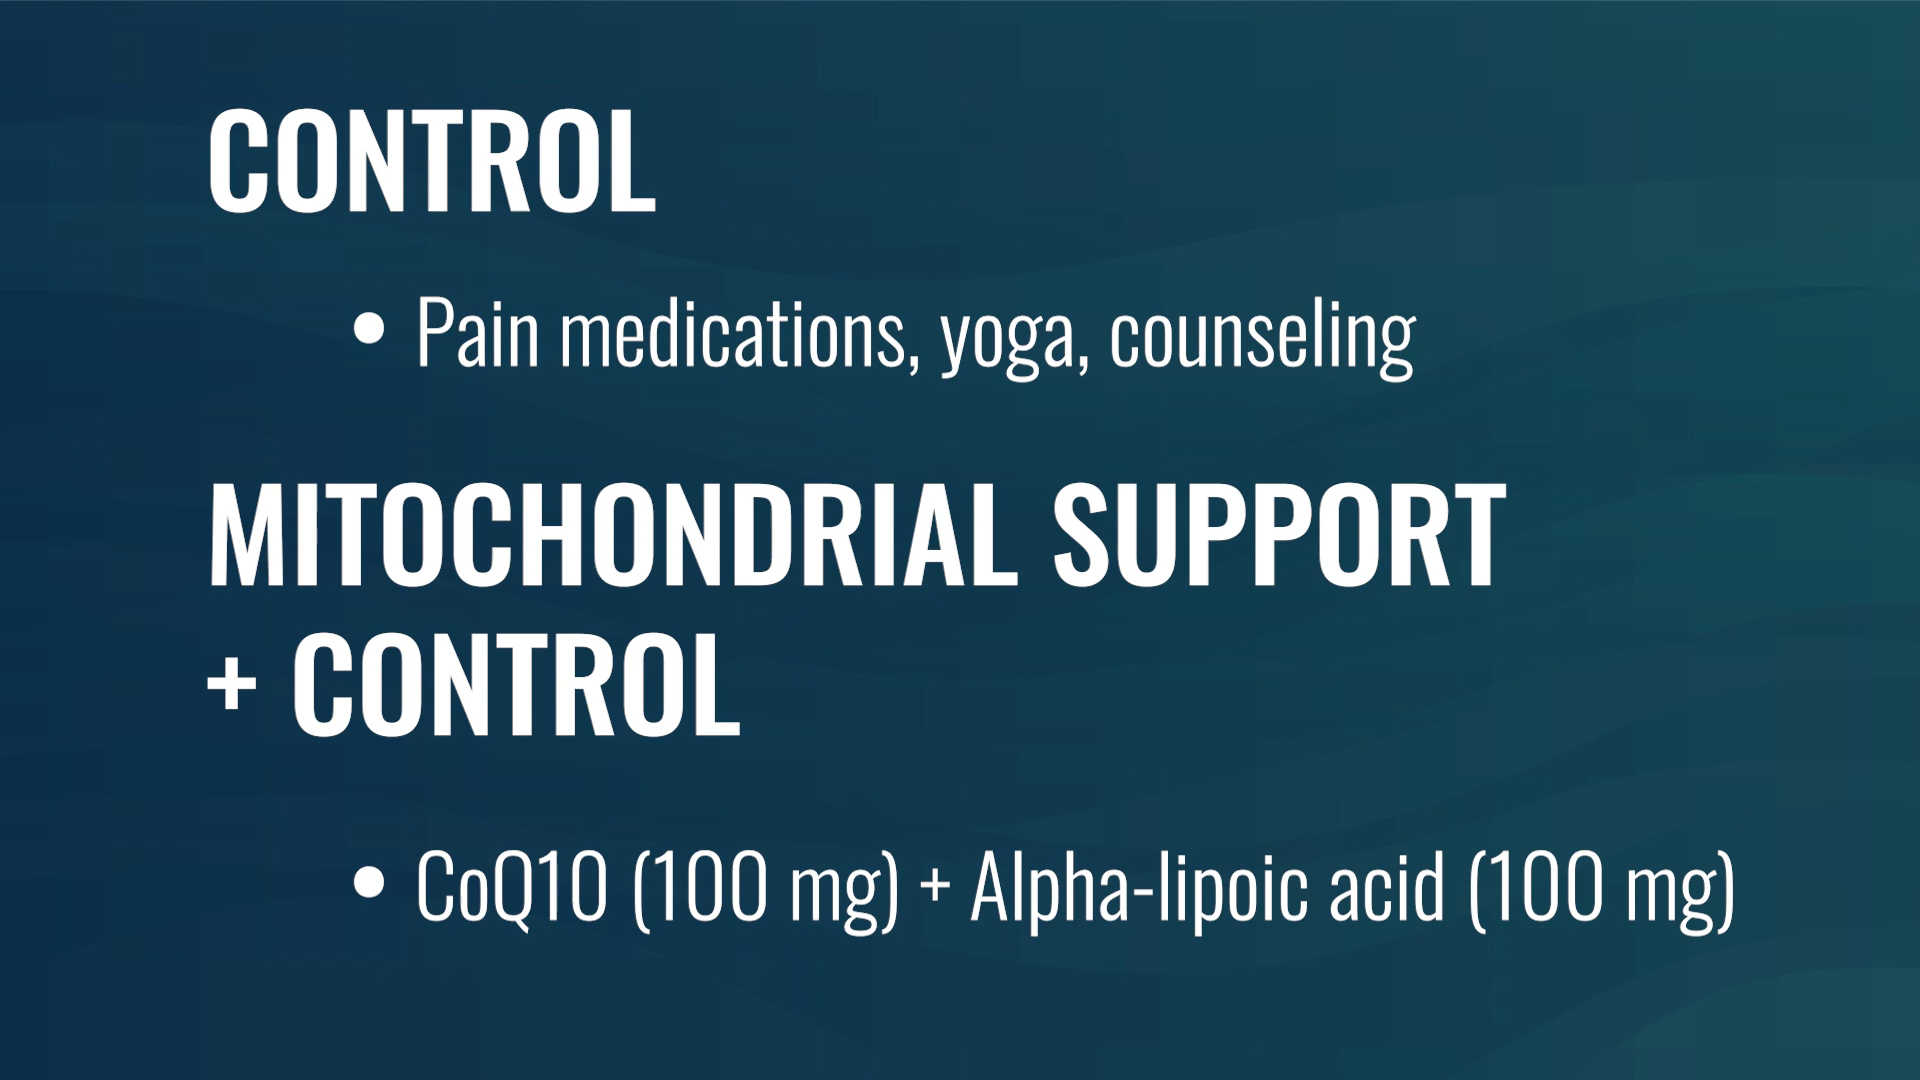 CONTROL
• Pain medications, yoga, counseling
MITOCHONDRIAL SUPPORT
+ CONTROL
• CoQ10 (100 mg) + Alpha-lipoic acid (100 mg)